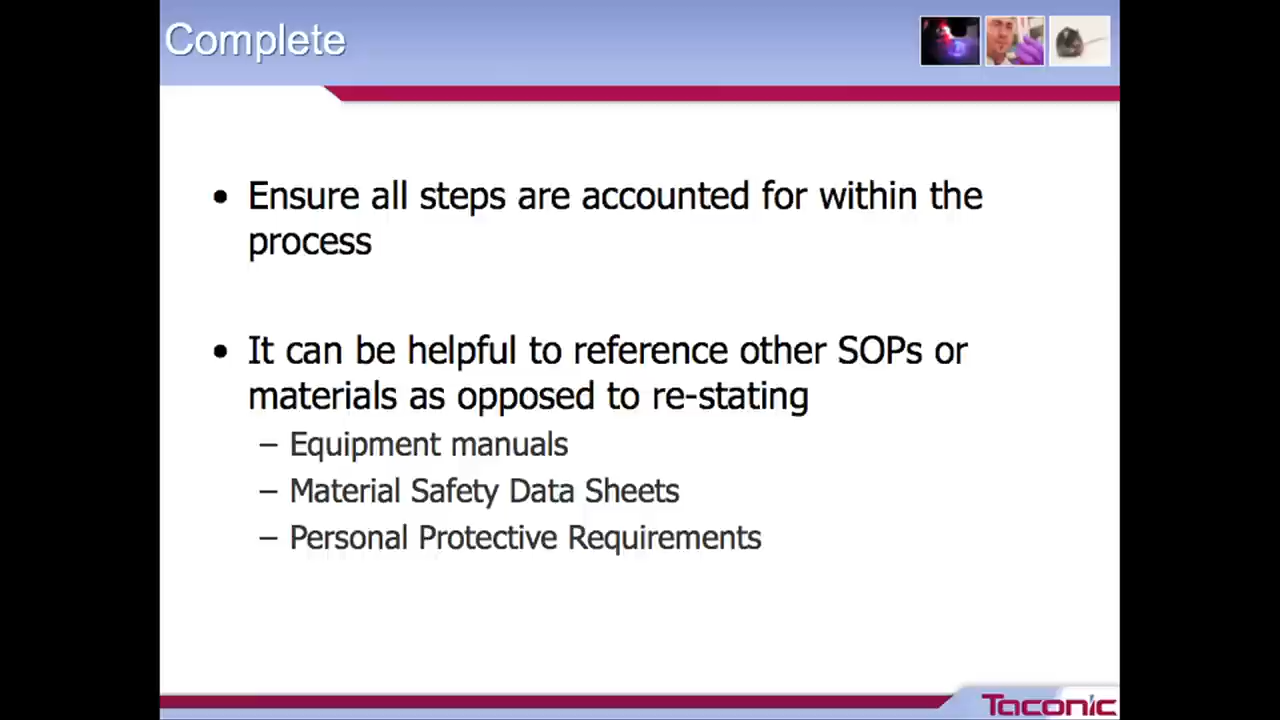 Complete
• Ensure all steps are accounted for within the
process
• It can be helpful to reference other SOPs or
materials as opposed to re-stating
– Equipment manuals
– Material Safety Data Sheets
– Personal Protective Requirements
Taconic